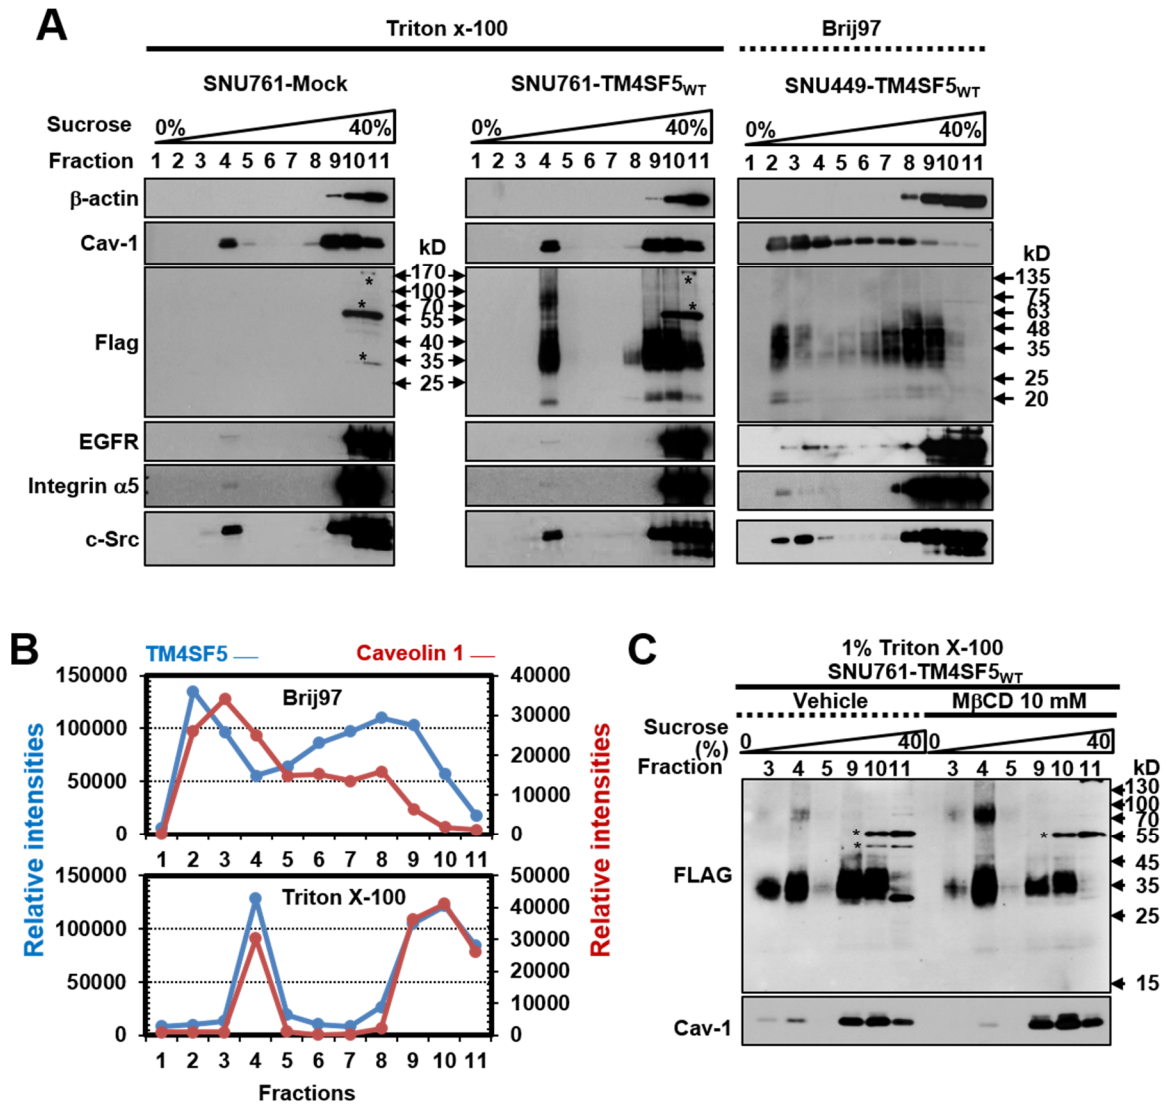 A
Triton x-100
Brij97
SNU761-Mock
SNU761-TM4SF5WT
SNU449-TM4SF5WT
Sucrose
0%
40%
0%
40%
0%
40%
Fraction
1 2 3 4 5 6 7 8 9 10 11
1 2 3 4 5 6 7 8 9 10 11
1 2 3 4 5 6 7 8 9 10 11
β-actin
Cav-1
kD
kD
Flag
170
100
70
55
40
35
25
*
*
*
*
*
135
75
63
48
35
25
20
EGFR
Integrin α5
c-Src
B
TM4SF5
Caveolin 1
Relative intensities
150000
100000
50000
0
Brij97
40000
30000
20000
10000
0
1 2 3 4 5 6 7 8 9 10 11
150000
100000
50000
0
Triton X-100
50000
40000
30000
20000
10000
0
1 2 3 4 5 6 7 8 9 10 11
Fractions
Relative intensities
C
1% Triton X-100
SNU761-TM4SF5WT
Vehicle
MβCD 10 mM
Sucrose
(%)
0
40
0
40
Fraction
3 4 5 9 10 11
3 4 5 9 10 11
kD
130
100
70
55
45
35
25
15
*
*
*
FLAG
Cav-1